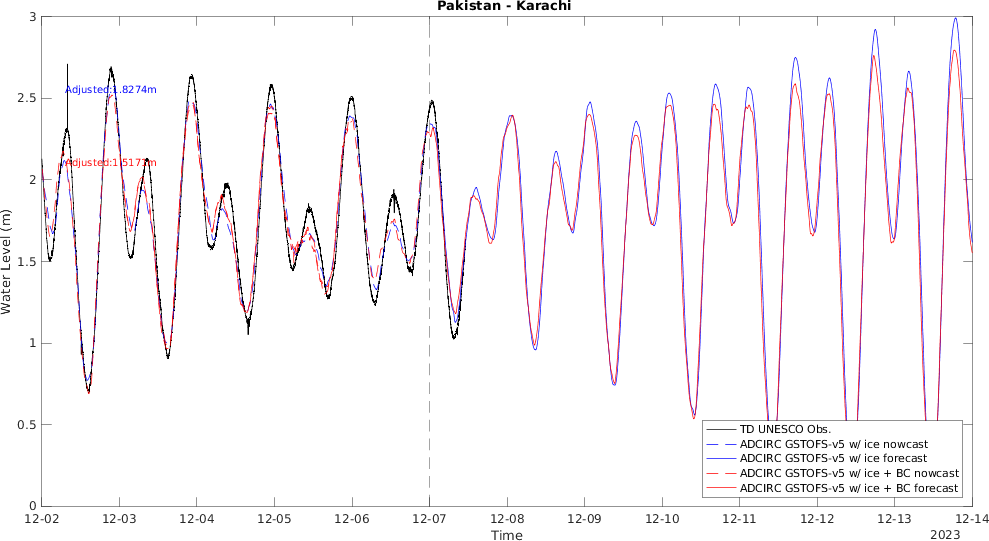 Pakistan - Karachi
3
2.5
2
1.5
1
0.5
0
Water Level (m)
Adjusted:1.8274m
Adjusted:1.5173m
TD UNESCO Obs.
ADCIRC GSTOFS-v5 w/ ice nowcast
ADCIRC GSTOFS-v5 w/ ice forecast
ADCIRC GSTOFS-v5 w/ ice + BC nowcast
ADCIRC GSTOFS-v5 w/ ice + BC forecast
12-02 12-03 12-04 12-05 12-06 12-07 12-08 12-09 12-10 12-11 12-12 12-13 12-14
Time
2023